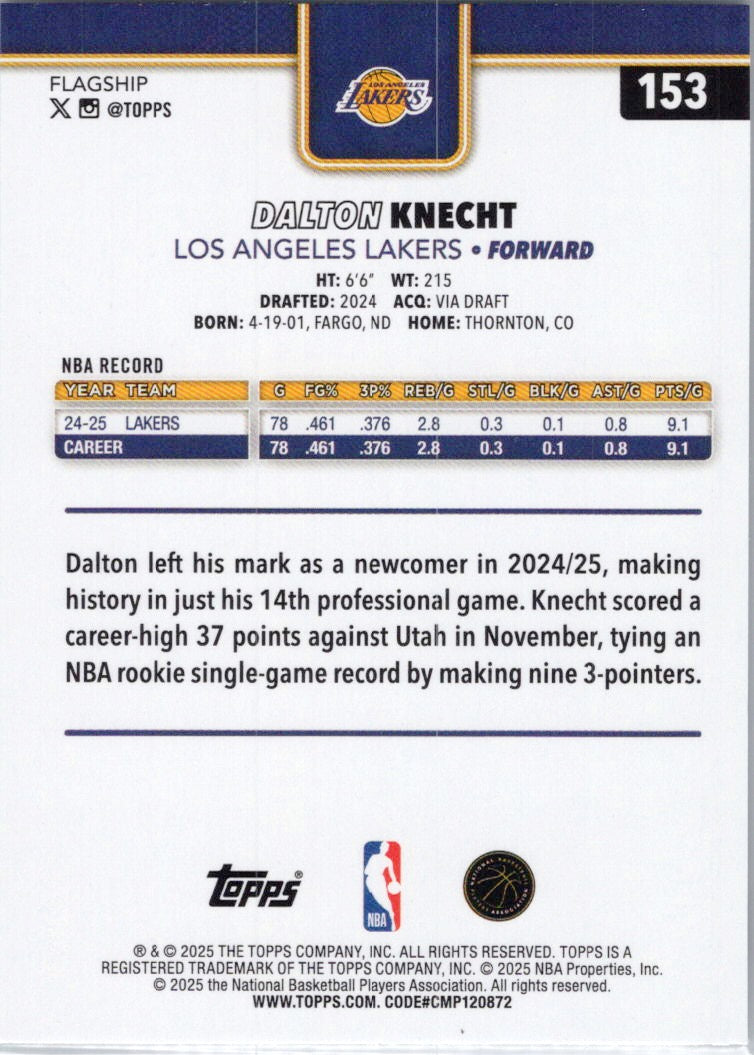 LOS ANGELES
LAKERS
FLAGSHIP
@TOPPS
153
DALTON KNECHT
LOS ANGELES LAKERS • FORWARD
HT: 6'6" WT: 215
DRAFTED: 2024 ACQ: VIA DRAFT
BORN: 4-19-01, FARGO, ND HOME: THORNTON, CO
NBA RECORD
YEAR TEAM G FG% 3P% REB/G STL/G BLK/G AST/G PTS/G
24-25 LAKERS 78 .461 .376 2.8 0.3 0.1 0.8 9.1
CAREER 78 .461 .376 2.8 0.3 0.1 0.8 9.1
Dalton left his mark as a newcomer in 2024/25, making
history in just his 14th professional game. Knecht scored a
career-high 37 points against Utah in November, tying an
NBA rookie single-game record by making nine 3-pointers.
Topps®
NBA
NATIONAL BASKETBALL PLAYERS ASSOCIATION
® & © 2025 THE TOPPS COMPANY, INC. ALL RIGHTS RESERVED. TOPPS IS A
REGISTERED TRADEMARK OF THE TOPPS COMPANY, INC. © 2025 NBA Properties, Inc.
© 2025 the National Basketball Players Association. All rights reserved.
WWW.TOPPS.COM. CODE#CMP120872